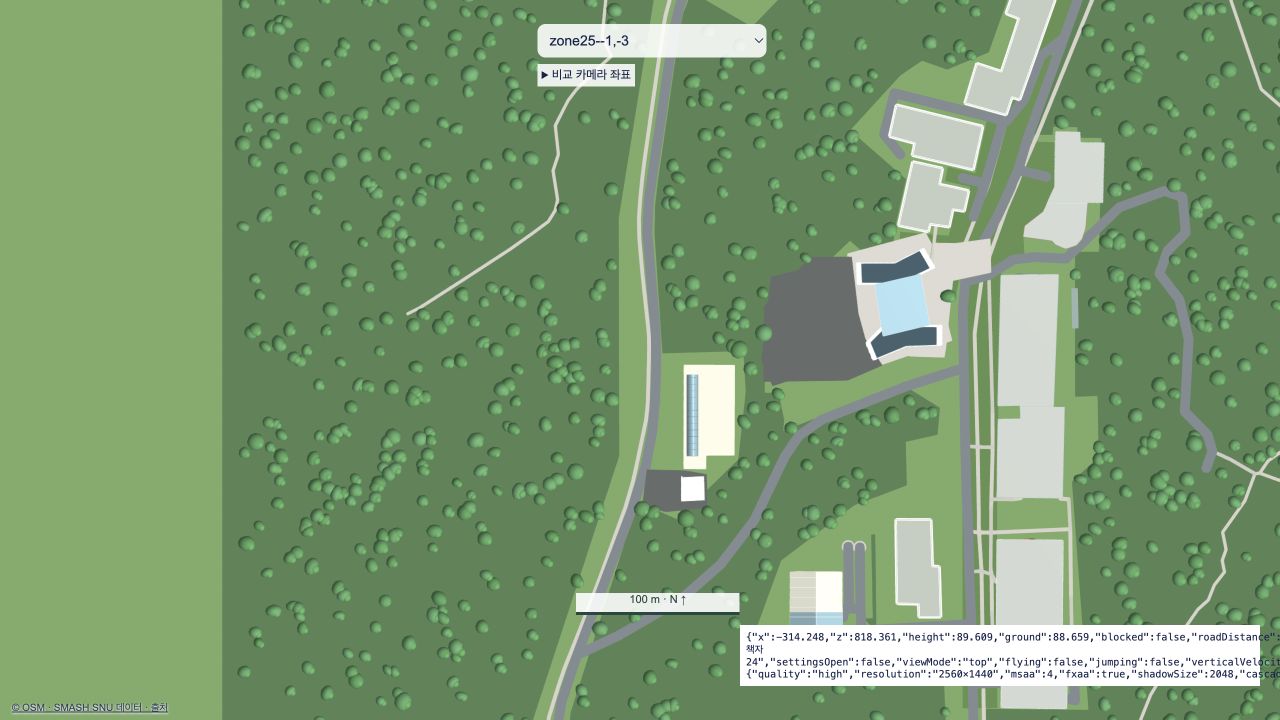 zone25--1,-3
▶ 비교 카메라 좌표
100 m · N ↑
{"x":-314.248,"z":818.361,"height":89.609,"ground":88.659,"blocked":false,"roadDistance"
책자
24","settingsOpen":false,"viewMode":"top","flying":false,"jumping":false,"verticalVeloci
{"quality":"high","resolution":"2560×1440","msaa":4,"fxaa":true,"shadowSize":2048,"casca
© OSM · SMASH SNU 데이터 · 출처